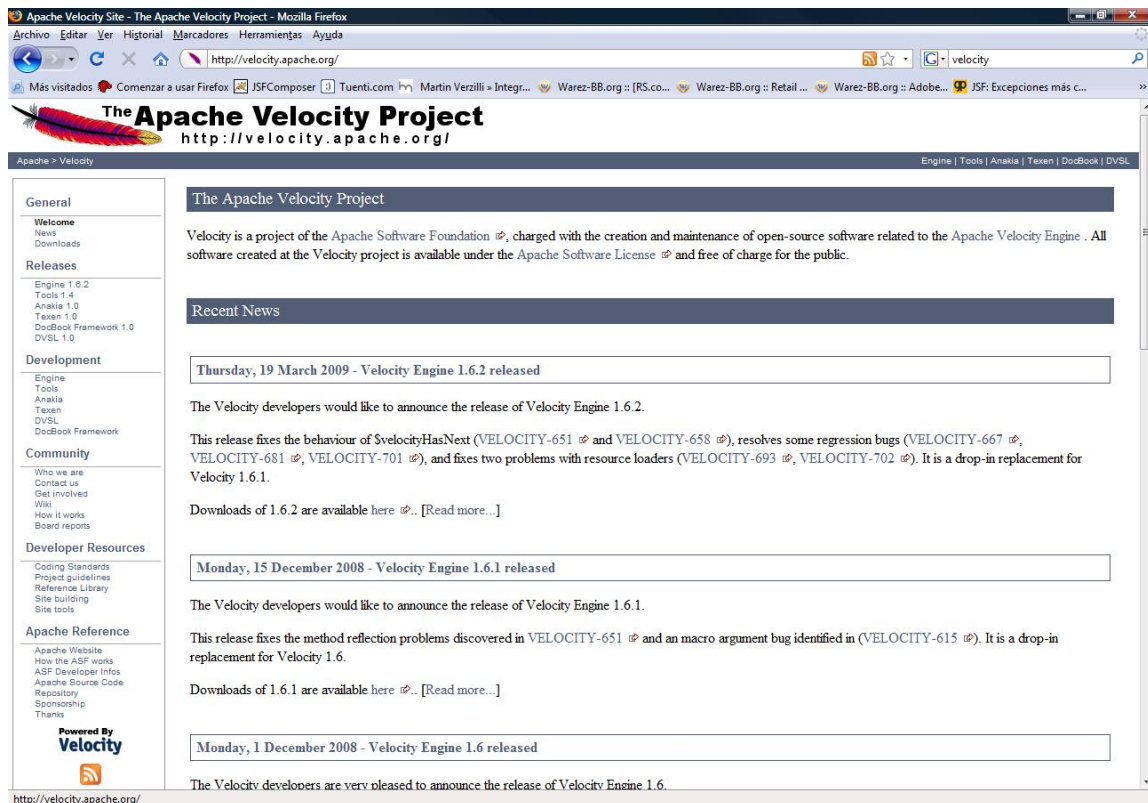 Apache Velocity Site - The Apache Velocity Project - Mozilla Firefox
Archivo Editar Ver Historial Marcadores Herramientas Ayuda
http://velocity.apache.org/
velocity
Más visitados Comenzar a usar Firefox JSFComposer Tuenti.com Martin Verzilli » Integr... Warez-BB.org :: [RS.co... Warez-BB.org :: Retail ... Warez-BB.org :: Adobe... JSF: Excepciones más c... »
The Apache Velocity Project
http://velocity.apache.org/
Apache > Velocity
Engine | Tools | Anakia | Texen | DocBook | DVSL
General
Welcome
News
Downloads
Releases
Engine 1.6.2
Tools 1.4
Anakia 1.0
Texen 1.0
DocBook Framework 1.0
DVSL 1.0
Development
Engine
Tools
Anakia
Texen
DVSL
DocBook Framework
Community
Who we are
Contact us
Get involved
Wiki
How it works
Board reports
Developer Resources
Coding Standards
Project guidelines
Reference Library
Site building
Site tools
Apache Reference
Apache Website
How the ASF works
ASF Developer Infos
Apache Source Code
Repository
Sponsorship
Thanks
Powered By
Velocity
The Apache Velocity Project
Velocity is a project of the Apache Software Foundation , charged with the creation and maintenance of open-source software related to the Apache Velocity Engine . All
software created at the Velocity project is available under the Apache Software License and free of charge for the public.
Recent News
Thursday, 19 March 2009 - Velocity Engine 1.6.2 released
The Velocity developers would like to announce the release of Velocity Engine 1.6.2.
This release fixes the behaviour of $velocityHasNext (VELOCITY-651 and VELOCITY-658 ), resolves some regression bugs (VELOCITY-667 ,
VELOCITY-681 , VELOCITY-701 ), and fixes two problems with resource loaders (VELOCITY-693 , VELOCITY-702 ). It is a drop-in replacement for
Velocity 1.6.1.
Downloads of 1.6.2 are available here .. [Read more...]
Monday, 15 December 2008 - Velocity Engine 1.6.1 released
The Velocity developers would like to announce the release of Velocity Engine 1.6.1.
This release fixes the method reflection problems discovered in VELOCITY-651 and an macro argument bug identified in (VELOCITY-615 ). It is a drop-in
replacement for Velocity 1.6.
Downloads of 1.6.1 are available here .. [Read more...]
Monday, 1 December 2008 - Velocity Engine 1.6 released
The Velocity developers are very pleased to announce the release of Velocity Engine 1.6.
http://velocity.apache.org/